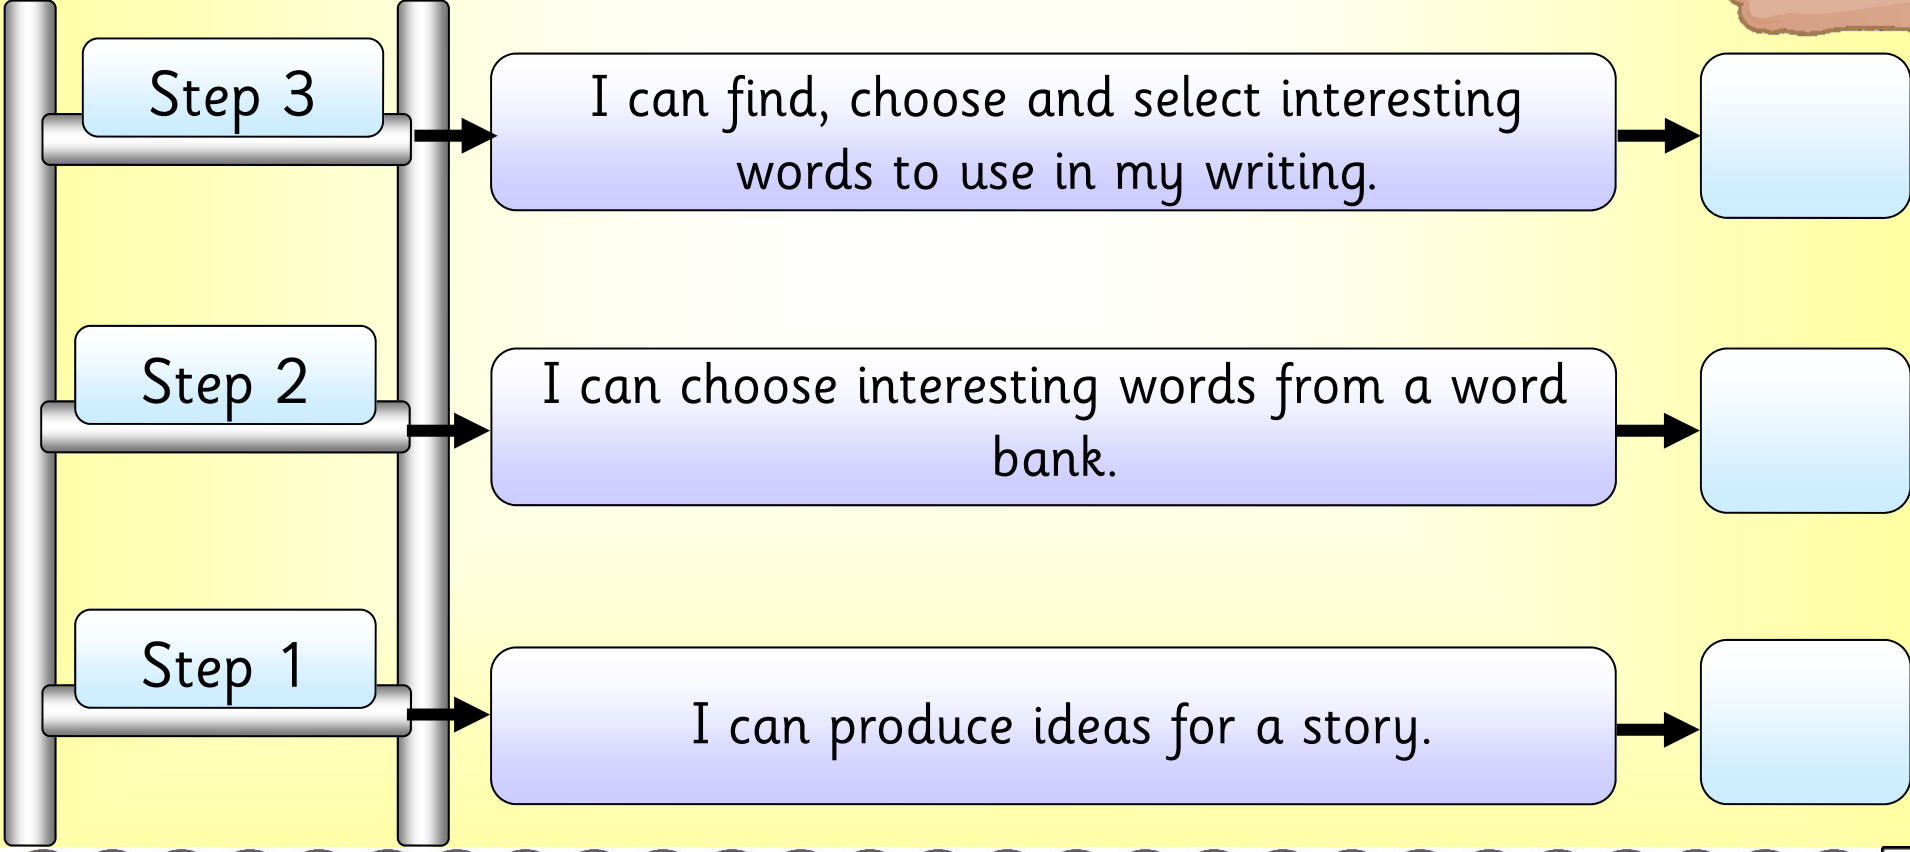 Step 3
I can find, choose and select interesting
words to use in my writing.
Step 2
I can choose interesting words from a word
bank.
Step 1
I can produce ideas for a story.